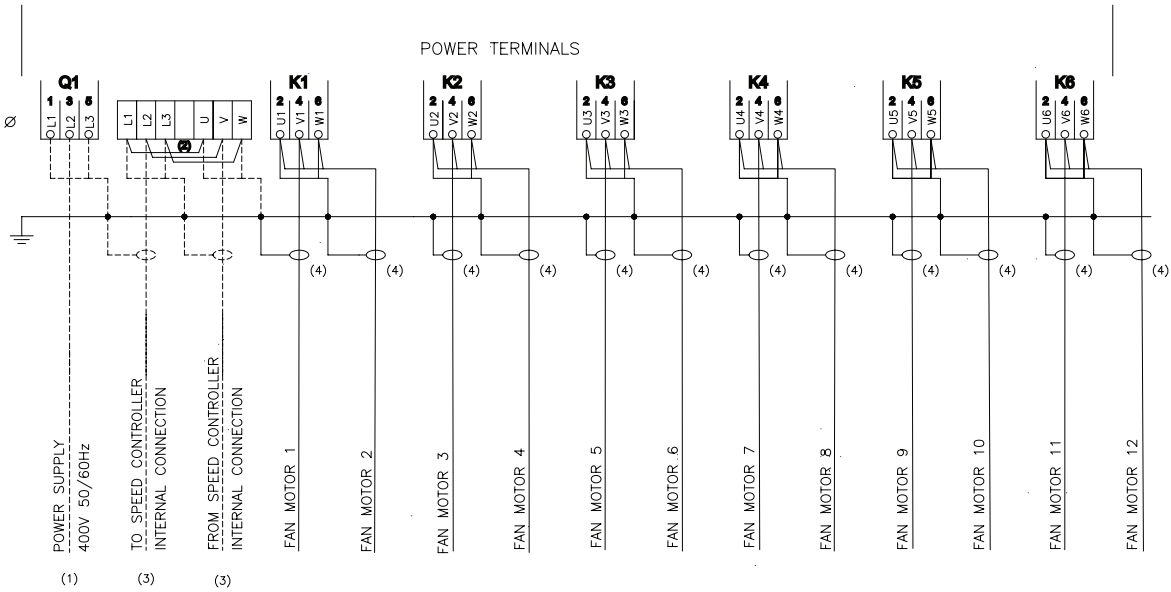 POWER TERMINALS
Q1
K1
K2
K3
K4
K5
K6
1 3 5
2 4 6
2 4 6
2 4 6
2 4 6
2 4 6
2 4 6
Ø
L1 L2 L3
L1 L2 L3 U V W
U1 V1 W1
U2 V2 W2
U3 V3 W3
U4 V4 W4
U5 V5 W5
U6 V6 W6
(2)
(4) (4) (4) (4) (4) (4) (4) (4) (4) (4) (4) (4)
POWER SUPPLY
400V 50/60Hz
TO SPEED CONTROLLER
INTERNAL CONNECTION
FROM SPEED CONTROLLER
INTERNAL CONNECTION
FAN MOTOR 1
FAN MOTOR 2
FAN MOTOR 3
FAN MOTOR 4
FAN MOTOR 5
FAN MOTOR 6
FAN MOTOR 7
FAN MOTOR 8
FAN MOTOR 9
FAN MOTOR 10
FAN MOTOR 11
FAN MOTOR 12
(1) (3) (3)